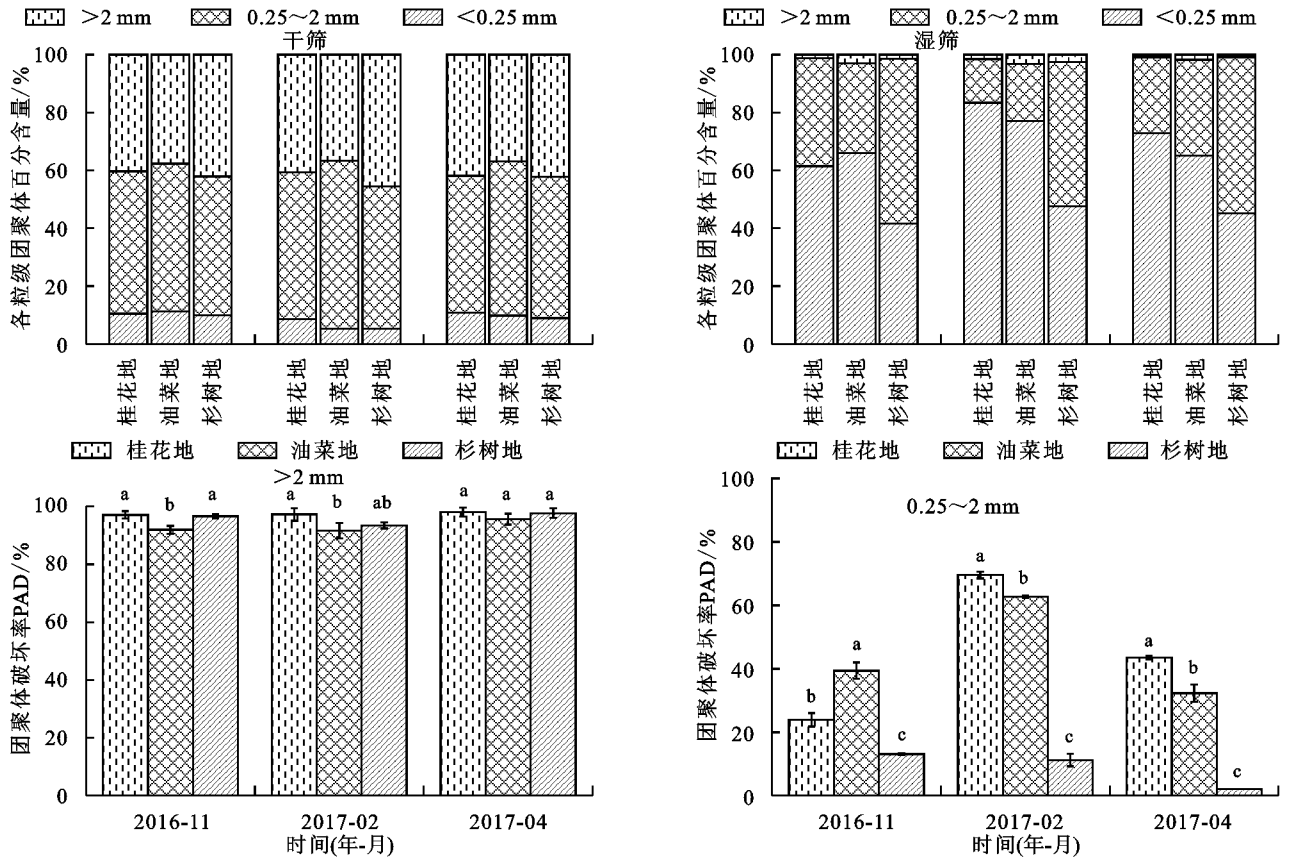 >2 mm 0.25～2 mm <0.25 mm
干筛
各粒级团聚体百分含量/%
100
80
60
40
20
0
桂花地 油菜地 杉树地 桂花地 油菜地 杉树地 桂花地 油菜地 杉树地
>2 mm 0.25～2 mm <0.25 mm
湿筛
各粒级团聚体百分含量/%
100
80
60
40
20
0
桂花地 油菜地 杉树地 桂花地 油菜地 杉树地 桂花地 油菜地 杉树地
桂花地 油菜地 杉树地
>2 mm
团聚体破坏率PAD/%
100
80
60
40
20
0
a b a a b ab a a a
2016-11 2017-02 2017-04
时间(年-月)
桂花地 油菜地 杉树地
0.25～2 mm
团聚体破坏率PAD/%
100
80
60
40
20
0
b a c a b c a b c
2016-11 2017-02 2017-04
时间(年-月)